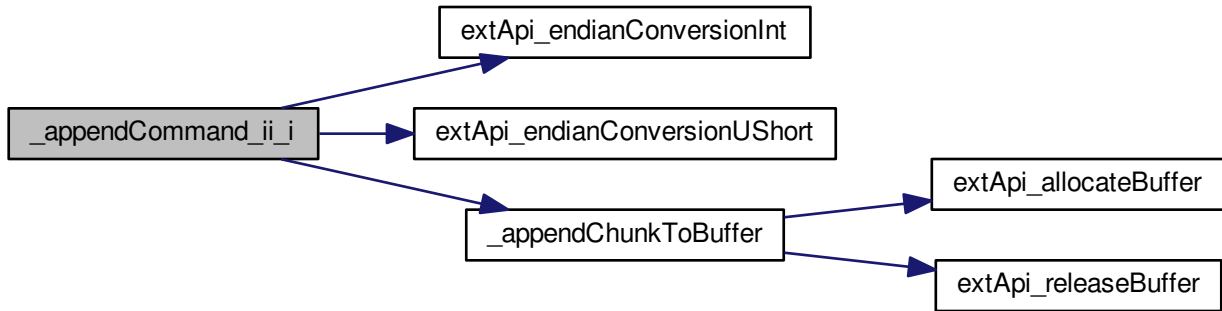 extApi_endianConversionInt
_appendCommand_ii_i
extApi_endianConversionUShort
extApi_allocateBuffer
_appendChunkToBuffer
extApi_releaseBuffer